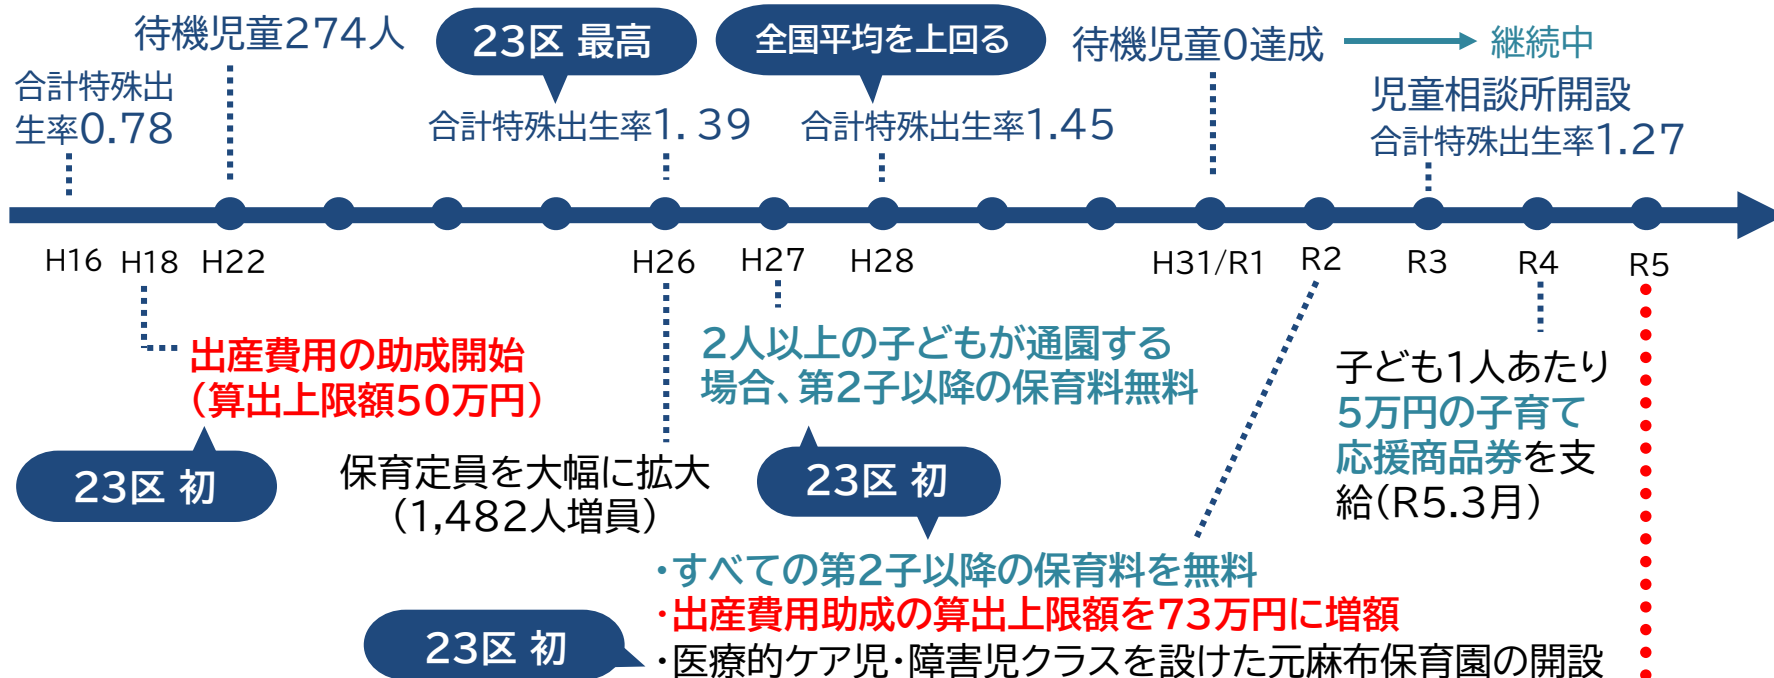 待機児童274人
23区 最高
全国平均を上回る
待機児童0達成
継続中
合計特殊出
生率0.78
合計特殊出生率1.39
合計特殊出生率1.45
児童相談所開設
合計特殊出生率1.27
H16
H18
H22
H26
H27
H28
H31/R1
R2
R3
R4
R5
出産費用の助成開始
(算出上限額50万円)
23区 初
保育定員を大幅に拡大
(1,482人増員)
2人以上の子どもが通園する
場合、第2子以降の保育料無料
23区 初
子ども1人あたり
5万円の子育て
応援商品券を支
給(R5.3月)
・すべての第2子以降の保育料を無料
・出産費用助成の算出上限額を73万円に増額
23区 初
・医療的ケア児・障害児クラスを設けた元麻布保育園の開設